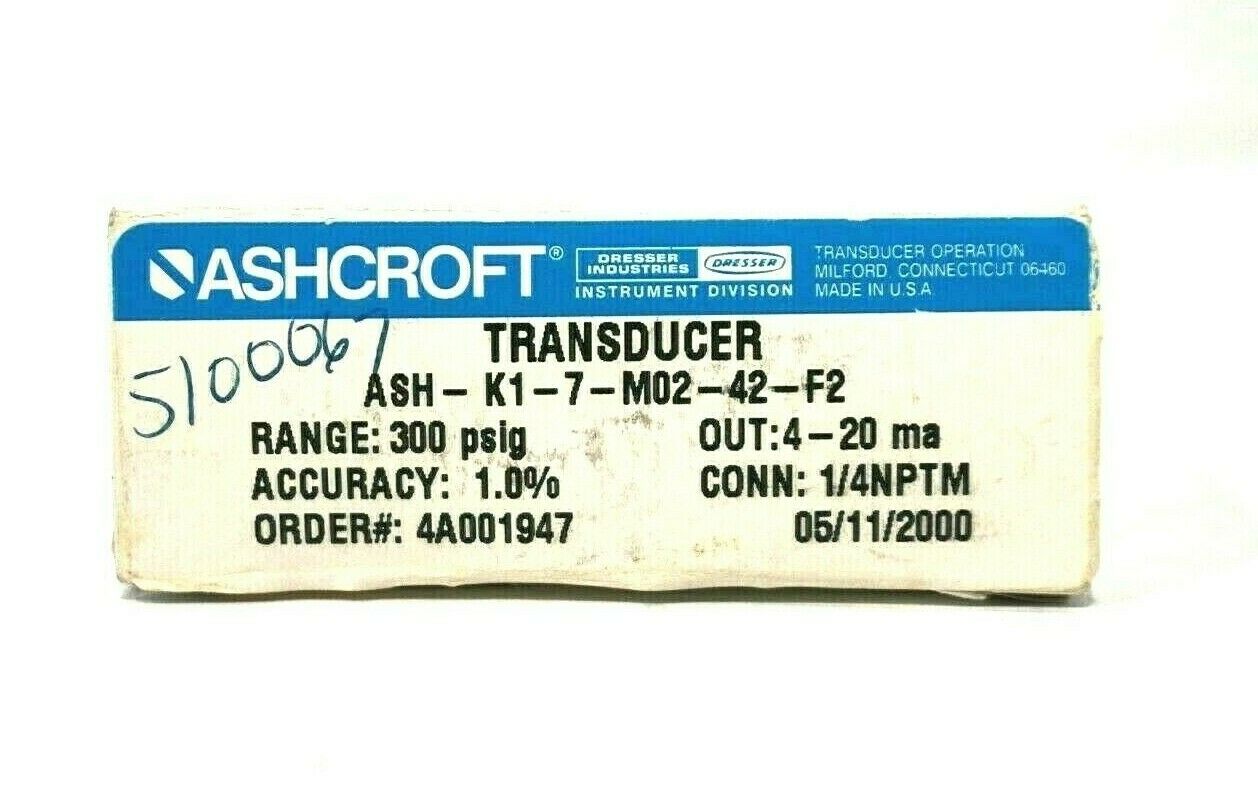 ASHCROFT®
DRESSER INDUSTRIES
DRESSER
INSTRUMENT DIVISION
TRANSDUCER OPERATION
MILFORD, CONNECTICUT 06460
MADE IN U.S.A.
5100067
TRANSDUCER
ASH-K1-7-M02-42-F2
RANGE: 300 psig OUT:4-20 ma
ACCURACY: 1.0% CONN: 1/4NPTM
ORDER#: 4A001947 05/11/2000